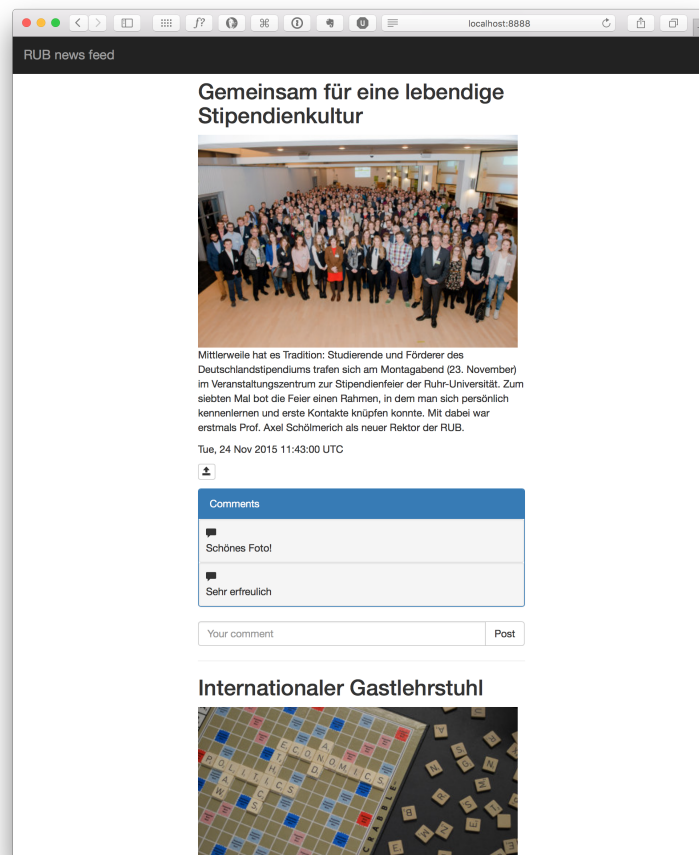 localhost:8888
RUB news feed
Gemeinsam für eine lebendige
Stipendienkultur
Mittlerweile hat es Tradition: Studierende und Förderer des
Deutschlandstipendiums trafen sich am Montagabend (23. November)
im Veranstaltungszentrum zur Stipendienfeier der Ruhr-Universität. Zum
siebten Mal bot die Feier einen Rahmen, in dem man sich persönlich
kennenlernen und erste Kontakte knüpfen konnte. Mit dabei war
erstmals Prof. Axel Schölmerich als neuer Rektor der RUB.
Tue, 24 Nov 2015 11:43:00 UTC
Comments
Schönes Foto!
Sehr erfreulich
Your comment
Post
Internationaler Gastlehrstuhl
ECONOMICS
POLITICS
SCRABBLE